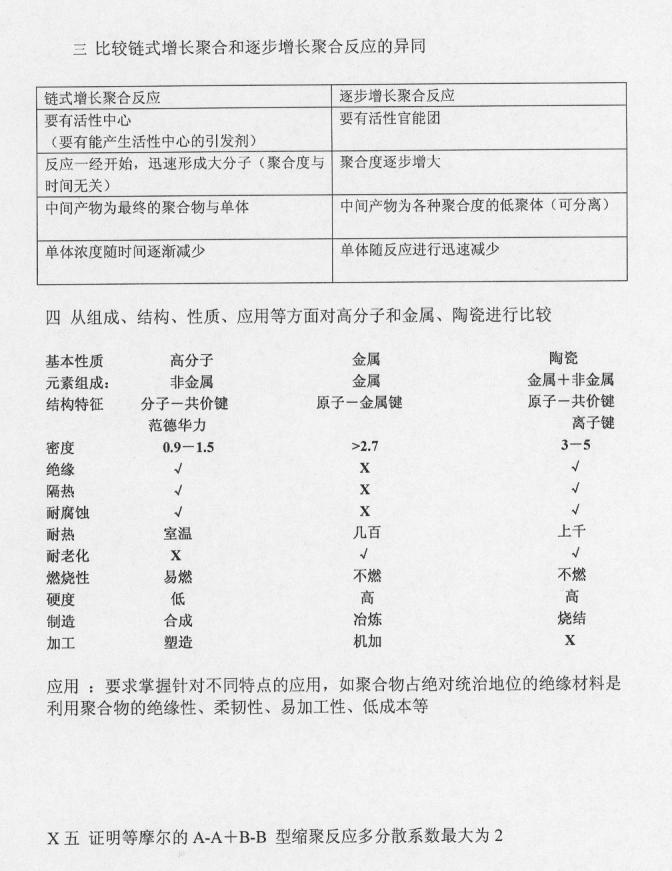 三 比较链式增长聚合和逐步增长聚合反应的异同
链式增长聚合反应 逐步增长聚合反应
要有活性中心 要有活性官能团
（要有能产生活性中心的引发剂）
反应一经开始，迅速形成大分子（聚合度与 聚合度逐步增大
时间无关）
中间产物为最终的聚合物与单体 中间产物为各种聚合度的低聚体（可分离）
单体浓度随时间逐渐减少 单体随反应进行迅速减少
四 从组成、结构、性质、应用等方面对高分子和金属、陶瓷进行比较
基本性质 高分子 金属 陶瓷
元素组成： 非金属 金属 金属＋非金属
结构特征 分子－共价键 原子－金属键 原子－共价键
范德华力 离子键
密度 0.9－1.5 >2.7 3－5
绝缘 √ X √
隔热 √ X √
耐腐蚀 √ X √
耐热 室温 几百 上千
耐老化 X √ √
燃烧性 易燃 不燃 不燃
硬度 低 高 高
制造 合成 冶炼 烧结
加工 塑造 机加 X
应用 ：要求掌握针对不同特点的应用，如聚合物占绝对统治地位的绝缘材料是
利用聚合物的绝缘性、柔韧性、易加工性、低成本等
X 五 证明等摩尔的 A-A＋B-B 型缩聚反应多分散系数最大为 2